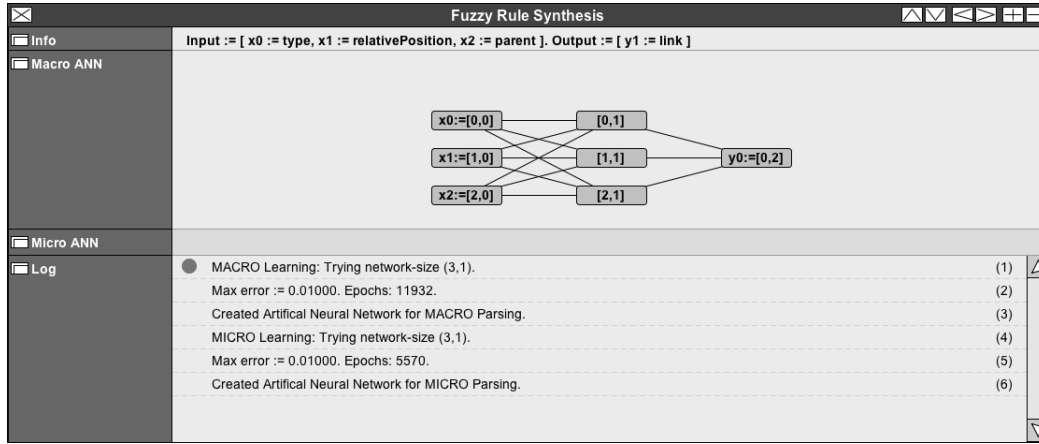 Fuzzy Rule Synthesis
Info
Input := [ x0 := type, x1 := relativePosition, x2 := parent ]. Output := [ y1 := link ]
Macro ANN
x0:=[0,0] [0,1]
x1:=[1,0] [1,1] y0:=[0,2]
x2:=[2,0] [2,1]
Micro ANN
Log
MACRO Learning: Trying network-size (3,1). (1)
Max error := 0.01000. Epochs: 11932. (2)
Created Artifical Neural Network for MACRO Parsing. (3)
MICRO Learning: Trying network-size (3,1). (4)
Max error := 0.01000. Epochs: 5570. (5)
Created Artifical Neural Network for MICRO Parsing. (6)